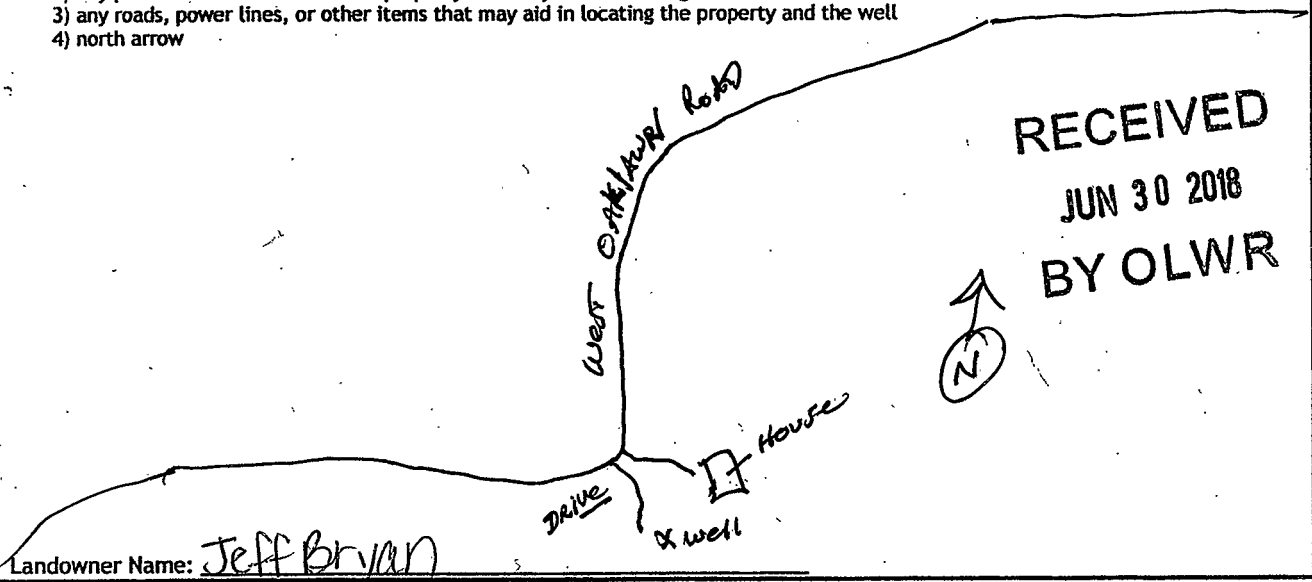 3) any roads, power lines, or other items that may aid in locating the property and the well
4) north arrow
West OAKLAWN Road
RECEIVED
JUN 30 2018
BY OLWR
N
House
DRIVE
X well
Landowner Name: Jeff Bryan